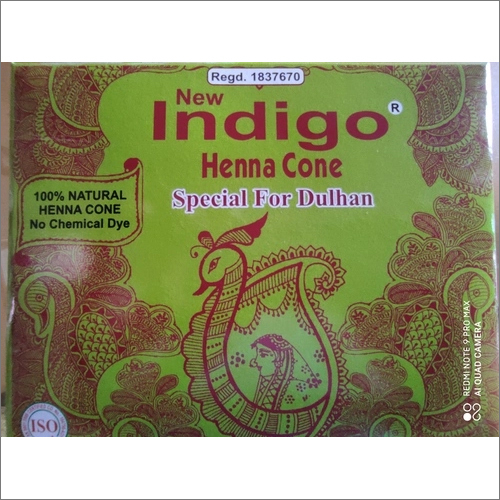 Regd. 1837670
New
Indigo ®
Henna Cone
Special For Dulhan
100% NATURAL
HENNA CONE
No Chemical Dye
ISO
REDMI NOTE 9 PRO MAX
AI QUAD CAMERA